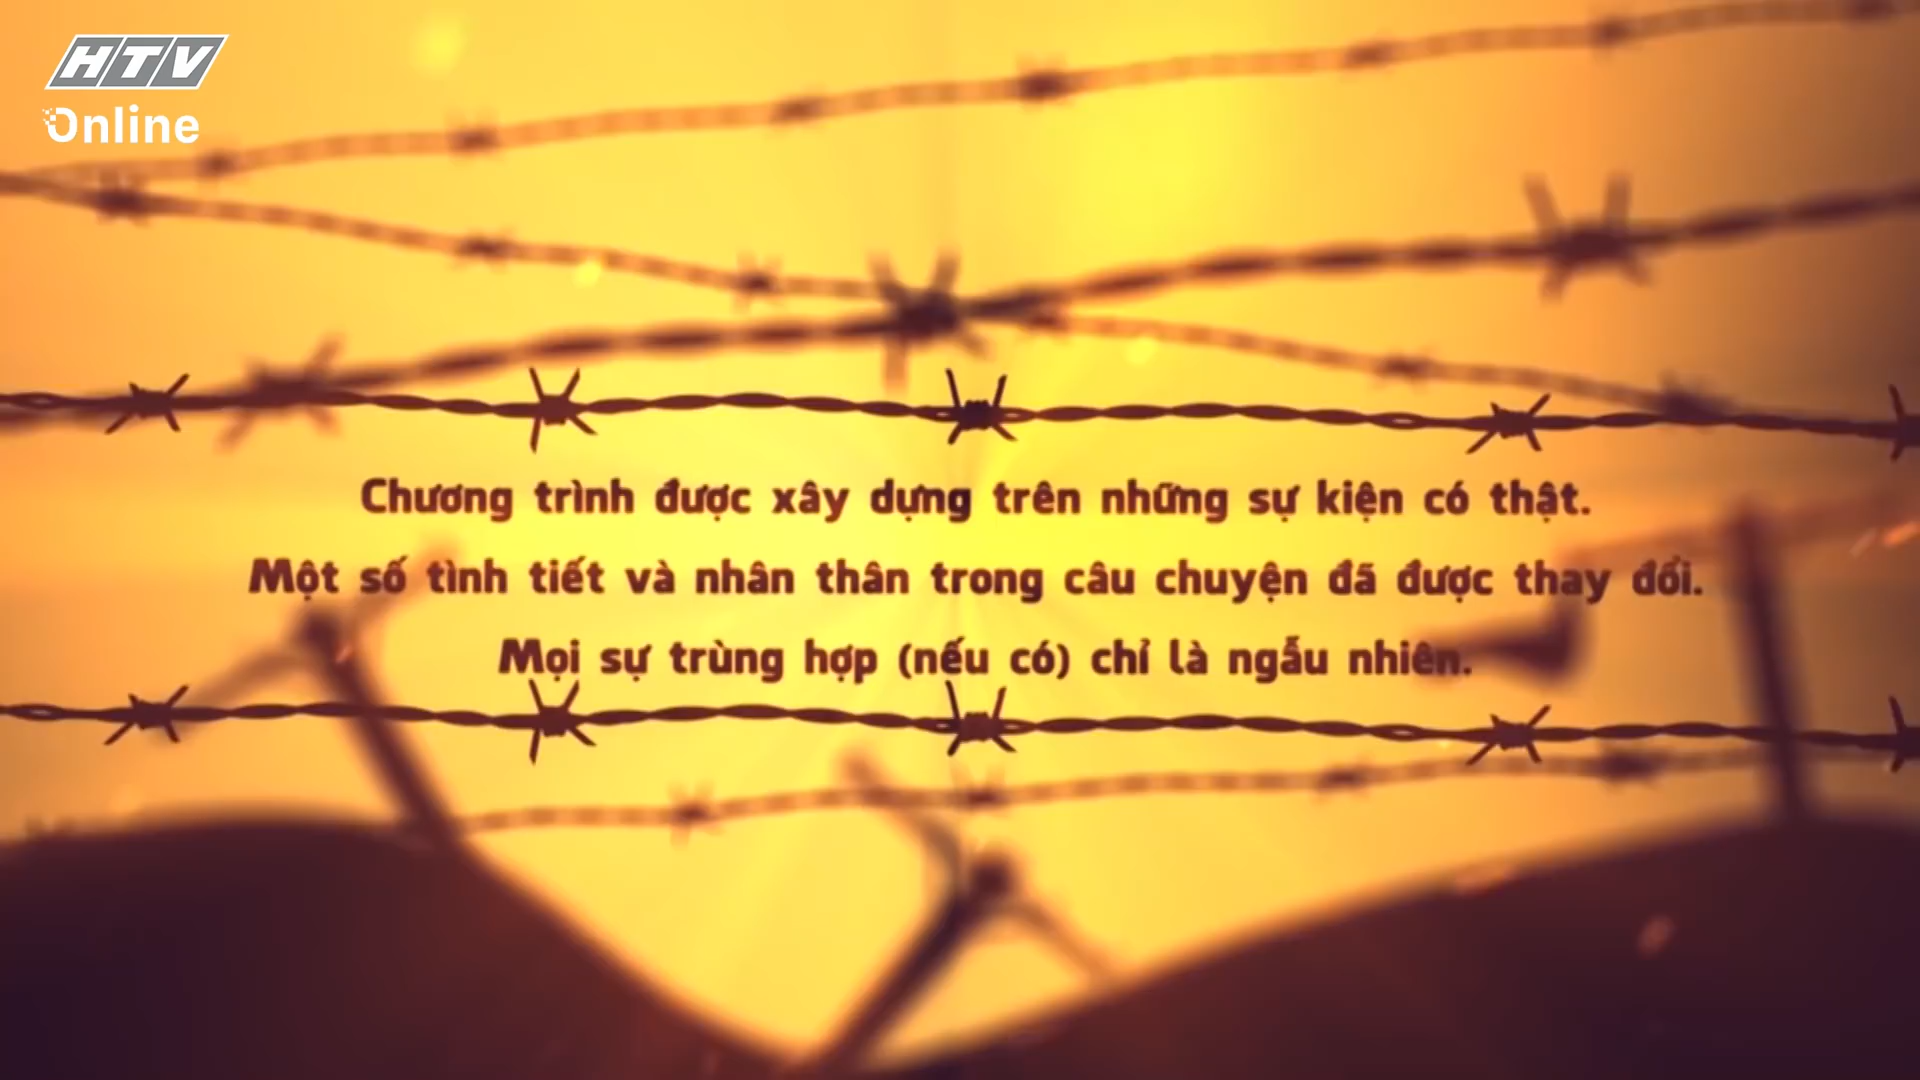 HTV
Online
Chương trình được xây dựng trên những sự kiện có thật.
Một số tình tiết và nhân thân trong câu chuyện đã được thay đổi.
Mọi sự trùng hợp (nếu có) chỉ là ngẫu nhiên.